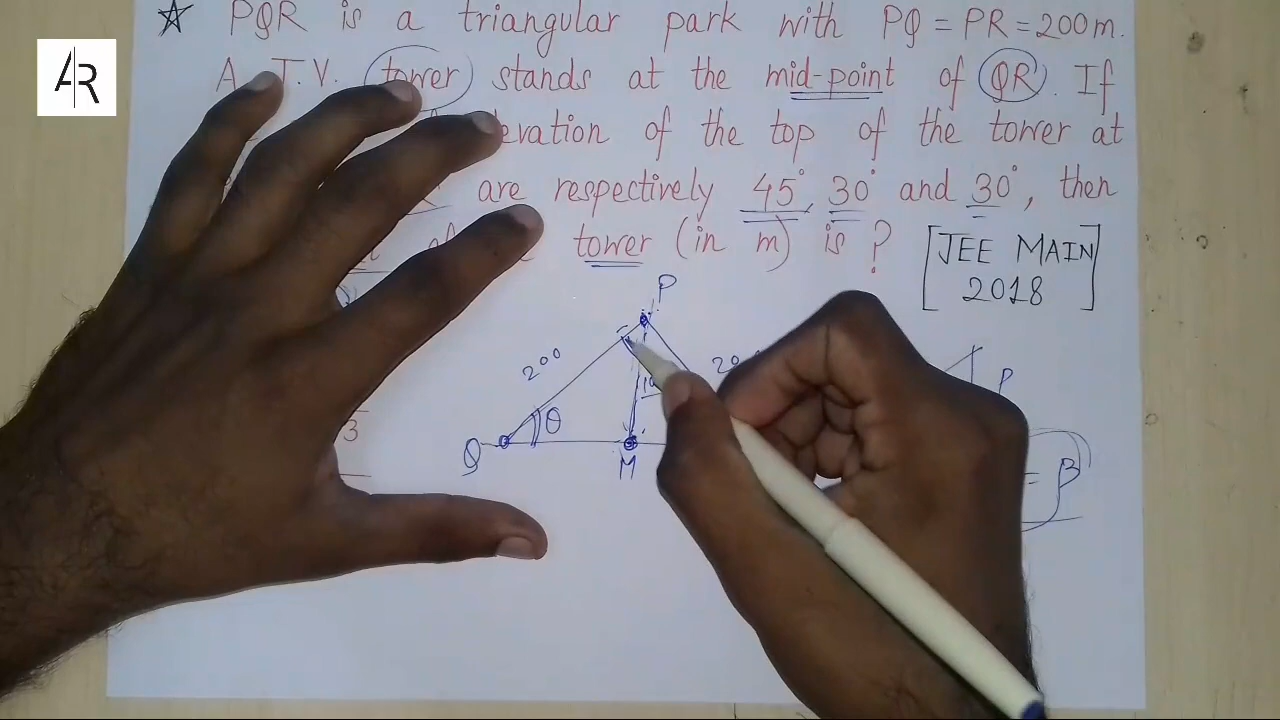 AR
☆ PQR is a triangular park with PQ = PR = 200m.
A T.V. tower stands at the mid-point of QR. If
of the top of the tower at
are respectively 45°, 30° and 30°, then
tower (in m) is ?
[JEE MAIN
2018]
P
200
P
θ
Q
M
3
= β